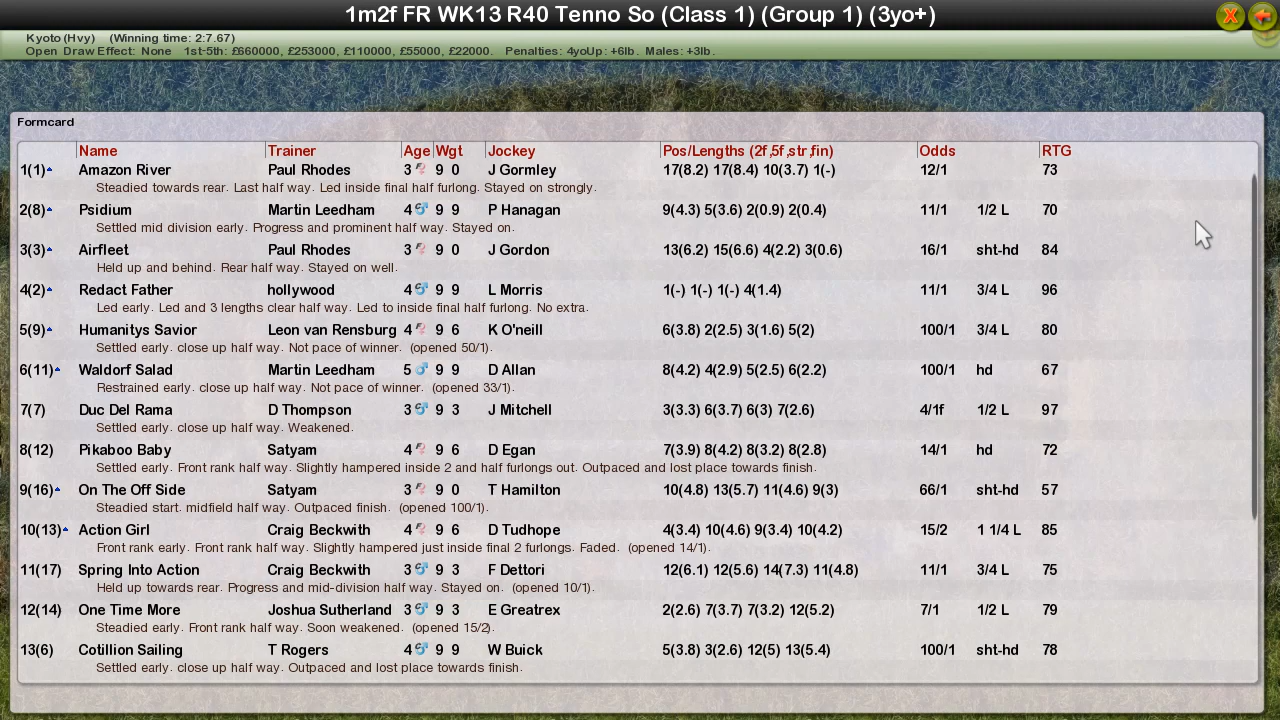 1m2f FR WK13 R40 Tenno So (Class 1) (Group 1) (3yo+)
Kyoto (Hvy) (Winning time: 2:7.67)
Open Draw Effect: None 1st-5th: £660000, £253000, £110000, £55000, £22000. Penalties: 4yoUp: +6lb. Males: +3lb.
Formcard
Name Trainer Age Wgt Jockey Pos/Lengths (2f,5f,str,fin) Odds RTG
1(1) Amazon River Paul Rhodes 3 9 0 J Gormley 17(8.2) 17(8.4) 10(3.7) 1(-) 12/1 73
Steadied towards rear. Last half way. Led inside final half furlong. Stayed on strongly.
2(8) Psidium Martin Leedham 4 9 9 P Hanagan 9(4.3) 5(3.6) 2(0.9) 2(0.4) 11/1 1/2 L 70
Settled mid division early. Progress and prominent half way. Stayed on.
3(3) Airfleet Paul Rhodes 3 9 0 J Gordon 13(6.2) 15(6.6) 4(2.2) 3(0.6) 16/1 sht-hd 84
Held up and behind. Rear half way. Stayed on well.
4(2) Redact Father hollywood 4 9 9 L Morris 1(-) 1(-) 1(-) 4(1.4) 11/1 3/4 L 96
Led early. Led and 3 lengths clear half way. Led to inside final half furlong. No extra.
5(9) Humanitys Savior Leon van Rensburg 4 9 6 K O'neill 6(3.8) 2(2.5) 3(1.6) 5(2) 100/1 3/4 L 80
Settled early. close up half way. Not pace of winner. (opened 50/1).
6(11) Waldorf Salad Martin Leedham 5 9 9 D Allan 8(4.2) 4(2.9) 5(2.5) 6(2.2) 100/1 hd 67
Restrained early. close up half way. Not pace of winner. (opened 33/1).
7(7) Duc Del Rama D Thompson 3 9 3 J Mitchell 3(3.3) 6(3.7) 6(3) 7(2.6) 4/1f 1/2 L 97
Settled early. close up half way. Weakened.
8(12) Pikaboo Baby Satyam 4 9 6 D Egan 7(3.9) 8(4.2) 8(3.2) 8(2.8) 14/1 hd 72
Settled early. Front rank half way. Slightly hampered inside 2 and half furlongs out. Outpaced and lost place towards finish.
9(16) On The Off Side Satyam 3 9 0 T Hamilton 10(4.8) 13(5.7) 11(4.6) 9(3) 66/1 sht-hd 57
Steadied start. midfield half way. Outpaced finish. (opened 100/1).
10(13) Action Girl Craig Beckwith 4 9 6 D Tudhope 4(3.4) 10(4.6) 9(3.4) 10(4.2) 15/2 1 1/4 L 85
Front rank early. Front rank half way. Slightly hampered just inside final 2 furlongs. Faded. (opened 14/1).
11(17) Spring Into Action Craig Beckwith 3 9 3 F Dettori 12(6.1) 12(5.6) 14(7.3) 11(4.8) 11/1 3/4 L 75
Held up towards rear. Progress and mid-division half way. Stayed on. (opened 10/1).
12(14) One Time More Joshua Sutherland 3 9 3 E Greatrex 2(2.6) 7(3.7) 7(3.2) 12(5.2) 7/1 1/2 L 79
Steadied early. Front rank half way. Soon weakened. (opened 15/2).
13(6) Cotillion Sailing T Rogers 4 9 9 W Buick 5(3.8) 3(2.6) 12(5) 13(5.4) 100/1 sht-hd 78
Settled early. close up half way. Outpaced and lost place towards finish.